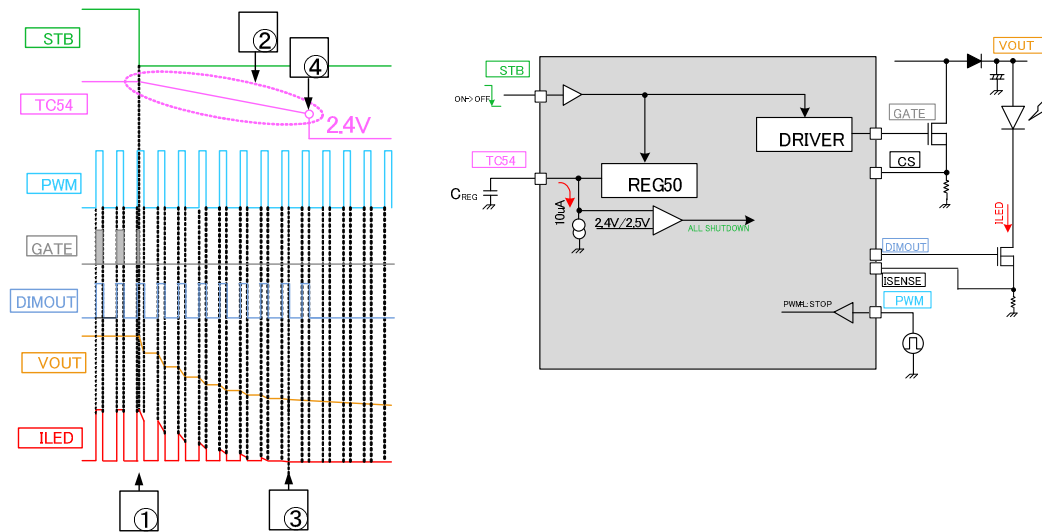 STB
②
④
TC54
2.4V
PWM
GATE
DIMOUT
VOUT
ILED
①
③
STB
ON->OFF
TC54
CREG
10uA
REG50
2.4V/2.5V
ALL SHUTDOWN
DRIVER
VOUT
GATE
CS
ILED
DIMOUT
ISENSE
PWM
PWM=L:STOP